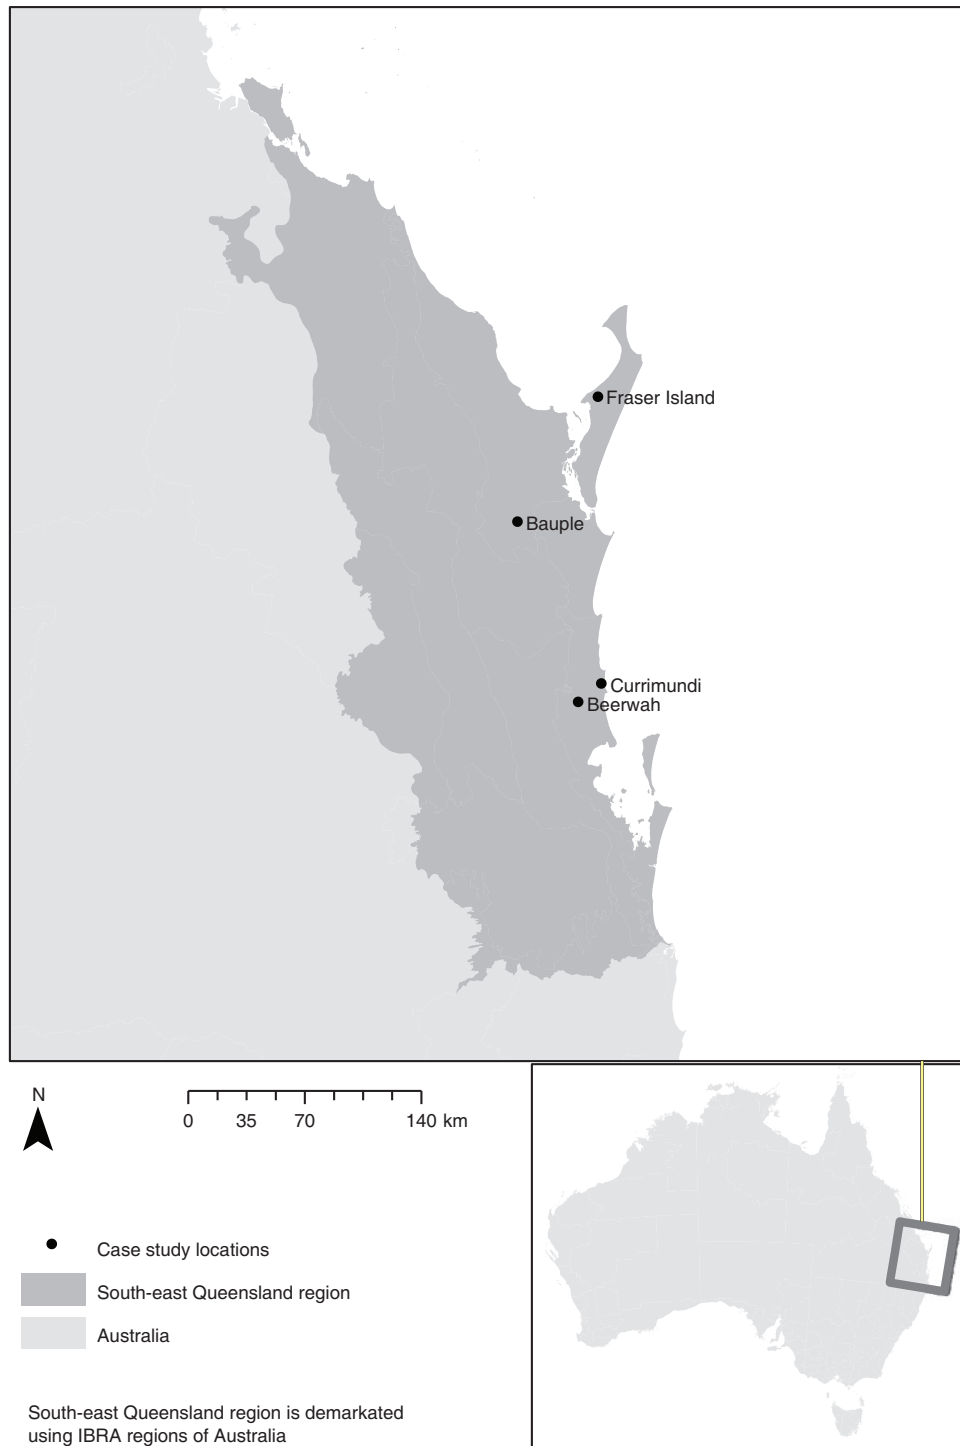 Fraser Island
Bauple
Currimundi
Beerwah
N
0 35 70 140 km
Case study locations
South-east Queensland region
Australia
South-east Queensland region is demarkated
using IBRA regions of Australia